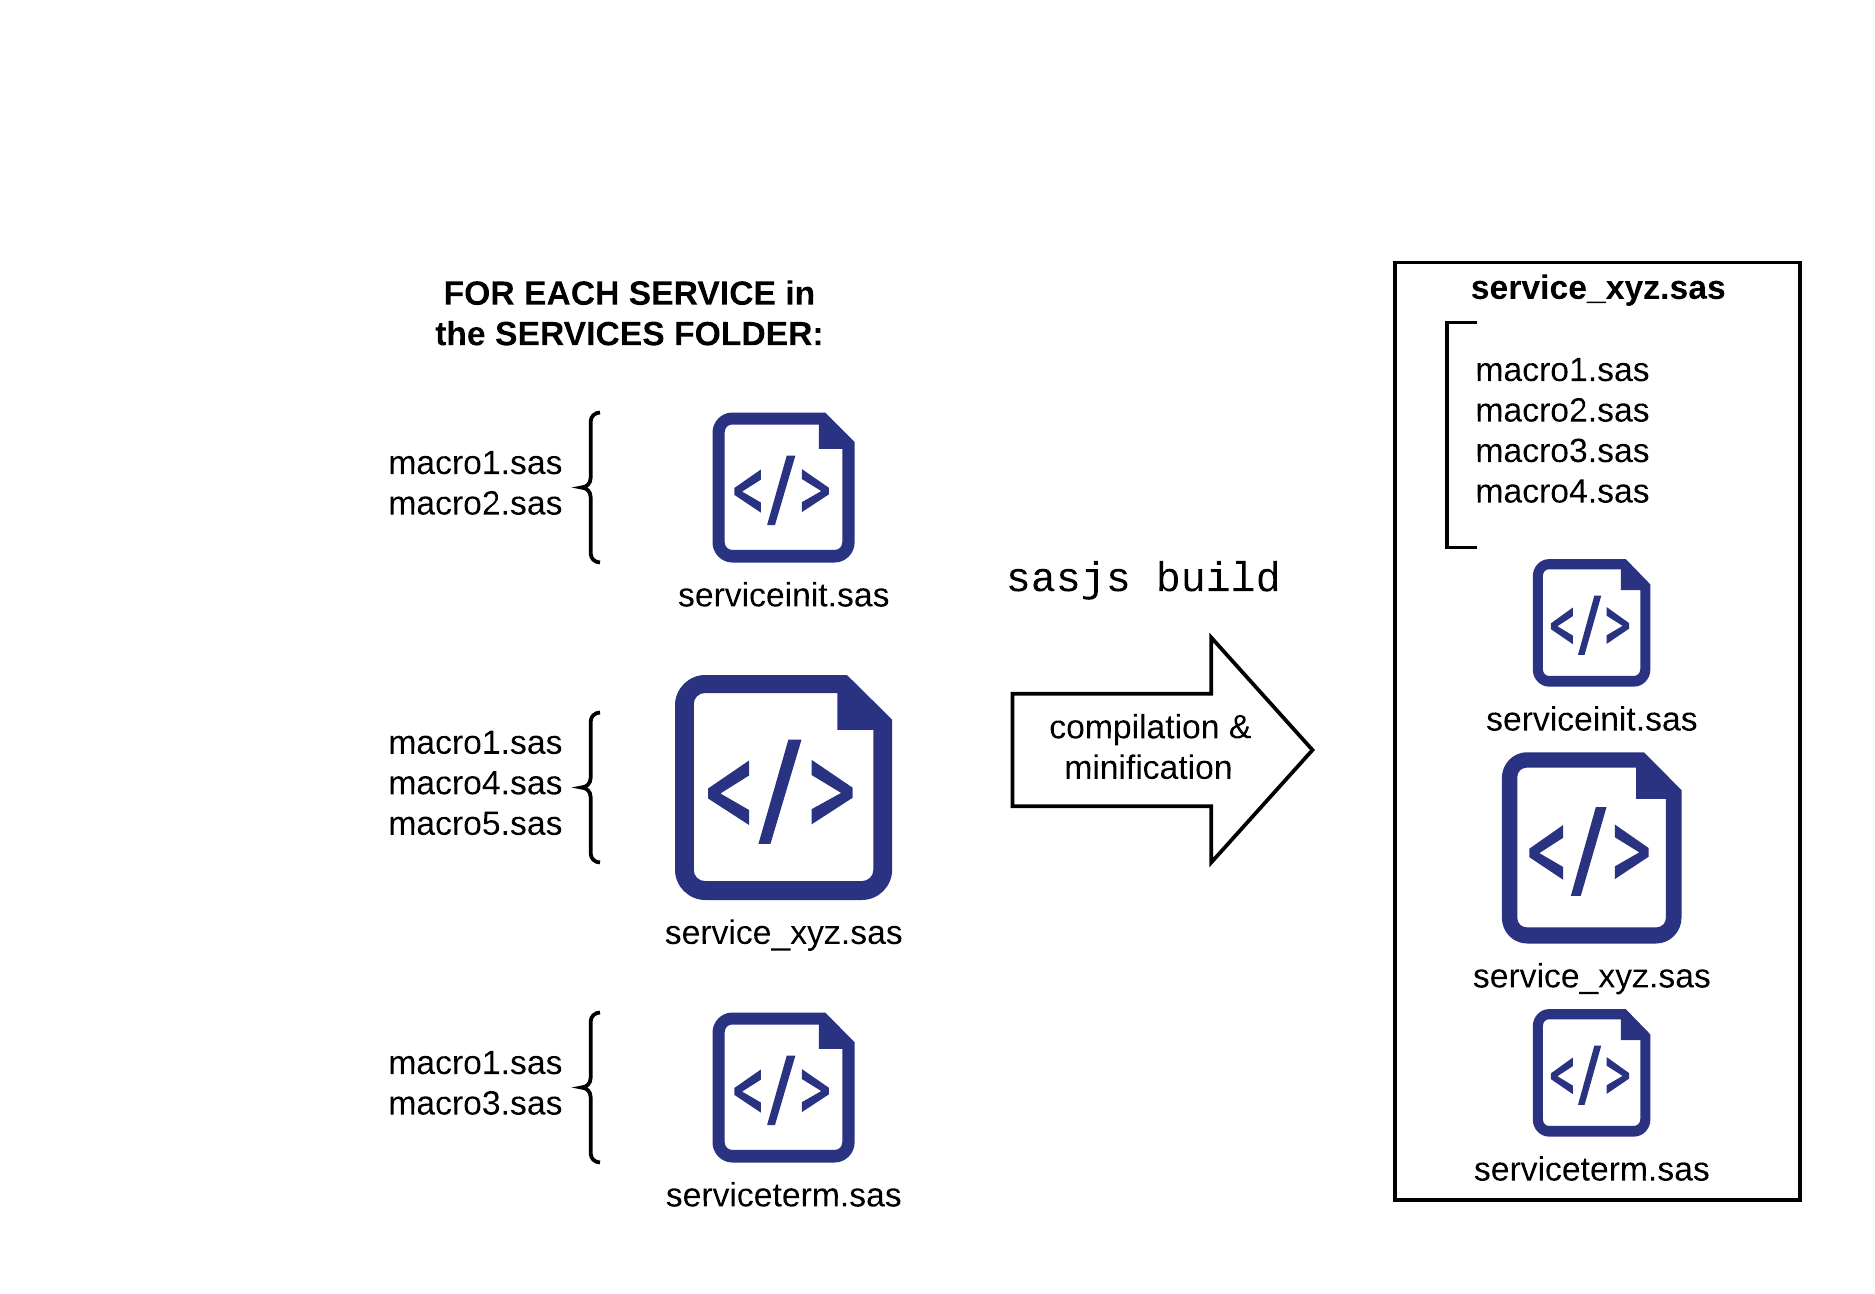 FOR EACH SERVICE in
the SERVICES FOLDER:
macro1.sas
macro2.sas
serviceinit.sas
macro1.sas
macro4.sas
macro5.sas
service_xyz.sas
macro1.sas
macro3.sas
serviceterm.sas
sasjs build
compilation &
minification
service_xyz.sas
macro1.sas
macro2.sas
macro3.sas
macro4.sas
serviceinit.sas
service_xyz.sas
serviceterm.sas